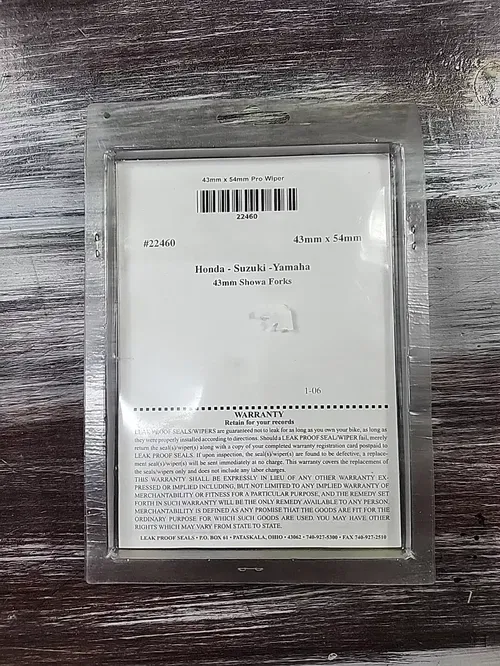 43mm x 54mm Pro Wiper
22460
#22460 43mm x 54mm
Honda - Suzuki -Yamaha
43mm Showa Forks
1-06
WARRANTY
Retain for your records
LEAK PROOF SEALS/WIPERS are guaranteed not to leak for as long as you own your bike, as long as
they were properly installed according to directions. Should a LEAK PROOF SEAL/WIPER fail, merely
return the seal(s)/wiper(s) along with a copy of your completed warranty registration card postpaid to
LEAK PROOF SEALS. If upon inspection, the seal(s)/wiper(s) are found to be defective, a replace-
ment seal(s)/wiper(s) will be sent immediately at no charge. This warranty covers the replacement of
the seals/wipers only and does not include any labor charges.
THIS WARRANTY SHALL BE EXPRESSLY IN LIEU OF ANY OTHER WARRANTY EX-
PRESSED OR IMPLIED INCLUDING, BUT NOT LIMITED TO ANY IMPLIED WARRANTY OF
MERCHANTABILITY OR FITNESS FOR A PARTICULAR PURPOSE, AND THE REMEDY SET
FORTH IN SUCH WARRANTY WILL BE THE ONLY REMEDY AVAILABLE TO ANY PERSON.
MERCHANTABILITY IS DEFINED AS ANY PROMISE THAT THE GOODS ARE FIT FOR THE
ORDINARY PURPOSE FOR WHICH SUCH GOODS ARE USED. YOU MAY HAVE OTHER
RIGHTS WHICH MAY VARY FROM STATE TO STATE.
LEAK PROOF SEALS • P.O. BOX 61 • PATASKALA, OHIO • 43062 • 740-927-5300 • FAX 740-927-2510